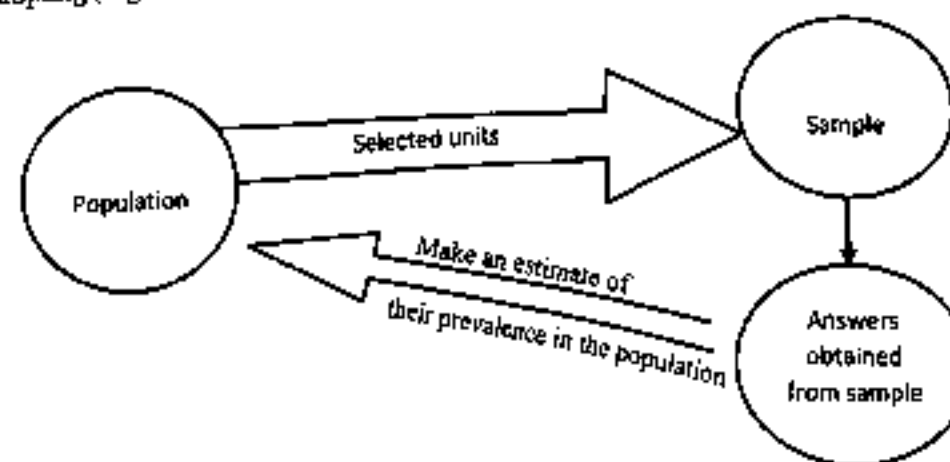 Selected units
Sample
Population
Make an estimate of
their prevalence in the population
Answers
obtained
from sample